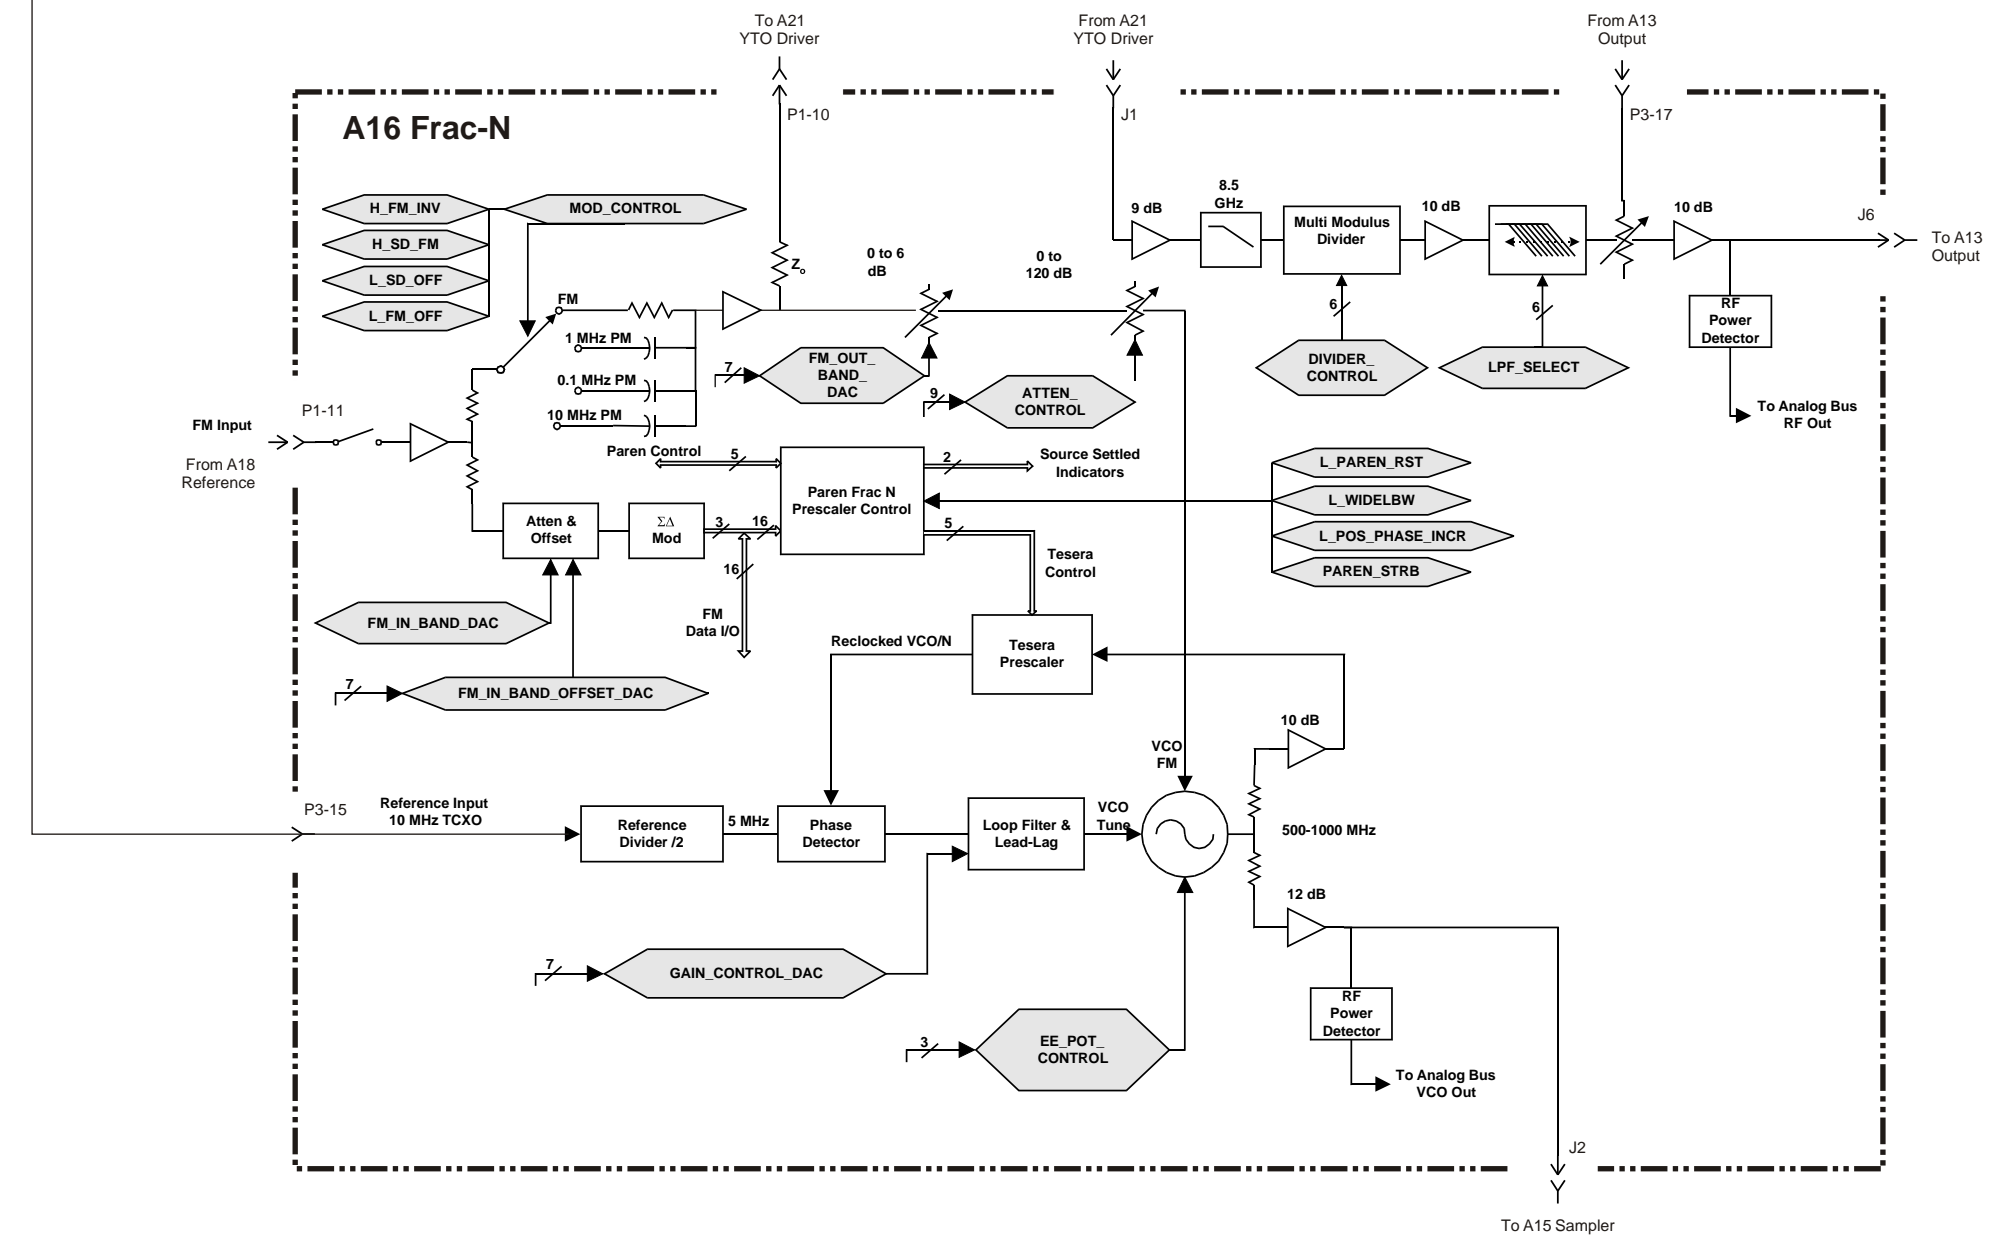 To A21
YTO Driver
From A21
YTO Driver
From A13
Output
P1-10
J1
P3-17
A16 Frac-N
H_FM_INV
MOD_CONTROL
H_SD_FM
L_SD_OFF
L_FM_OFF
Zo
0 to 6
dB
0 to
120 dB
9 dB
8.5
GHz
Multi Modulus
Divider
10 dB
10 dB
J6
To A13
Output
FM
1 MHz PM
0.1 MHz PM
10 MHz PM
7
FM_OUT_
BAND_
DAC
9
ATTEN_
CONTROL
6
DIVIDER_
CONTROL
6
LPF_SELECT
RF
Power
Detector
To Analog Bus
RF Out
P1-11
FM Input
From A18
Reference
Paren Control
5
Paren Frac N
Prescaler Control
2
Source Settled
Indicators
5
Tesera
Control
L_PAREN_RST
L_WIDELBW
L_POS_PHASE_INCR
PAREN_STRB
Atten &
Offset
ΣΔ
Mod
3
16
16
FM
Data I/O
FM_IN_BAND_DAC
7
FM_IN_BAND_OFFSET_DAC
Reclocked VCO/N
Tesera
Prescaler
10 dB
VCO
FM
P3-15
Reference Input
10 MHz TCXO
Reference
Divider /2
5 MHz
Phase
Detector
Loop Filter &
Lead-Lag
VCO
Tune
500-1000 MHz
12 dB
7
GAIN_CONTROL_DAC
3
EE_POT_
CONTROL
RF
Power
Detector
To Analog Bus
VCO Out
J2
To A15 Sampler